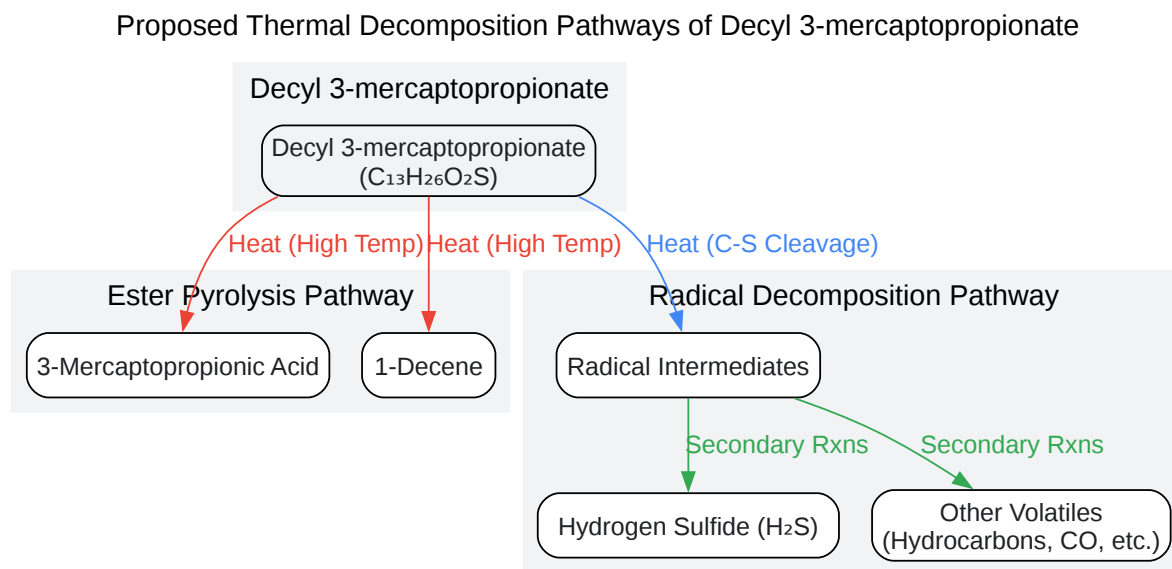 Proposed Thermal Decomposition Pathways of Decyl 3-mercaptopropionate
Decyl 3-mercaptopropionate
Decyl 3-mercaptopropionate
(C₁₃H₂₆O₂S)
Heat (High Temp)
Heat (High Temp)
Heat (C-S Cleavage)
Ester Pyrolysis Pathway
Radical Decomposition Pathway
3-Mercaptopropionic Acid
1-Decene
Radical Intermediates
Secondary Rxns
Secondary Rxns
Hydrogen Sulfide (H₂S)
Other Volatiles
(Hydrocarbons, CO, etc.)